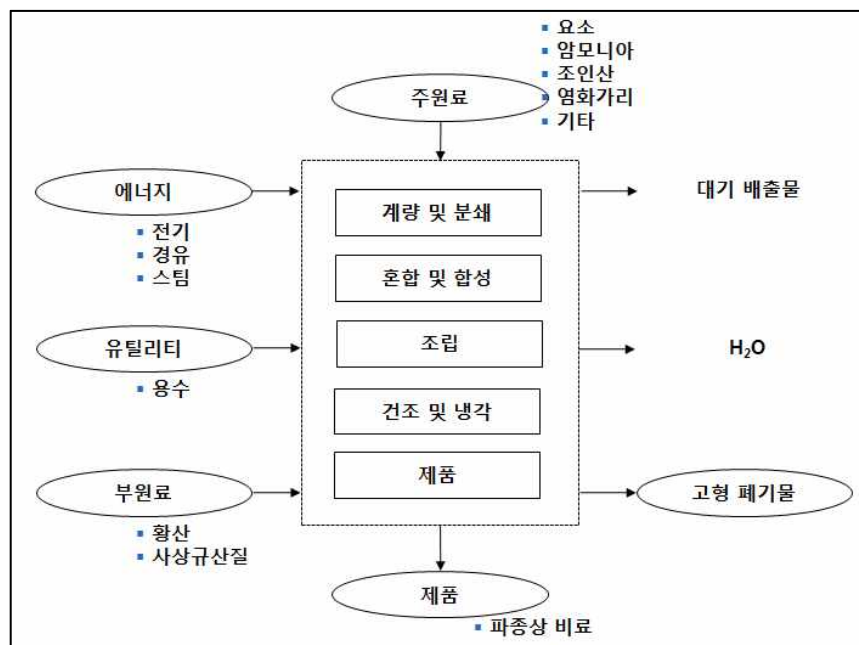 ▪ 요소
▪ 암모니아
▪ 조인산
▪ 염화가리
▪ 기타
주원료
에너지
▪ 전기
▪ 경유
▪ 스팀
유틸리티
▪ 용수
부원료
▪ 황산
▪ 사상규산질
계량 및 분쇄
혼합 및 합성
조립
건조 및 냉각
제품
대기 배출물
H₂O
고형 폐기물
제품
▪ 파종상 비료